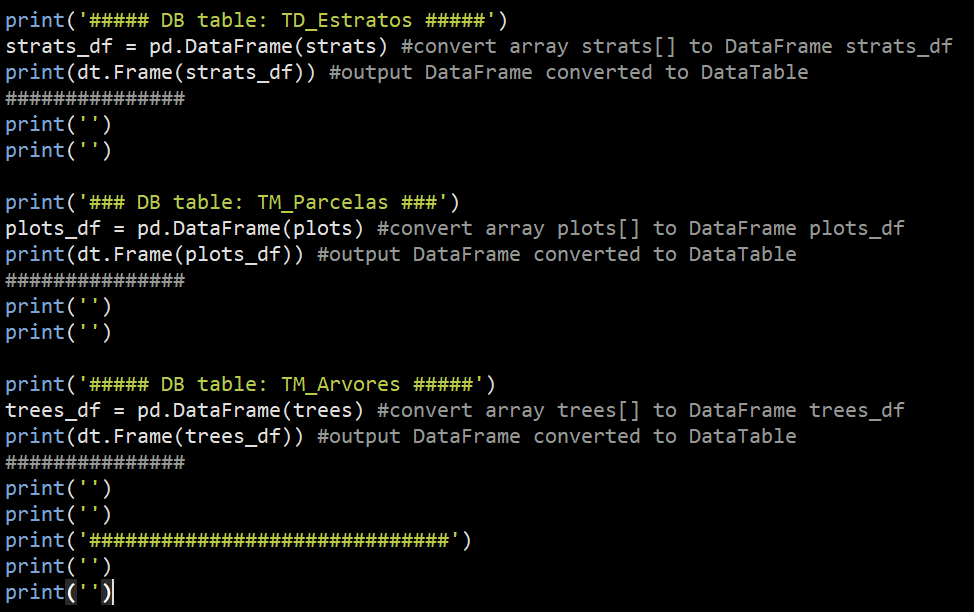 print('##### DB table: TD_Estratos #####')
strats_df = pd.DataFrame(strats) #convert array strats[] to DataFrame strats_df
print(dt.Frame(strats_df)) #output DataFrame converted to DataTable
###############
print('')
print('')
print('### DB table: TM_Parcelas ###')
plots_df = pd.DataFrame(plots) #convert array plots[] to DataFrame plots_df
print(dt.Frame(plots_df)) #output DataFrame converted to DataTable
###############
print('')
print('')
print('##### DB table: TM_Arvores #####')
trees_df = pd.DataFrame(trees) #convert array trees[] to DataFrame trees_df
print(dt.Frame(trees_df)) #output DataFrame converted to DataTable
###############
print('')
print('')
print('##############################')
print('')
print('')